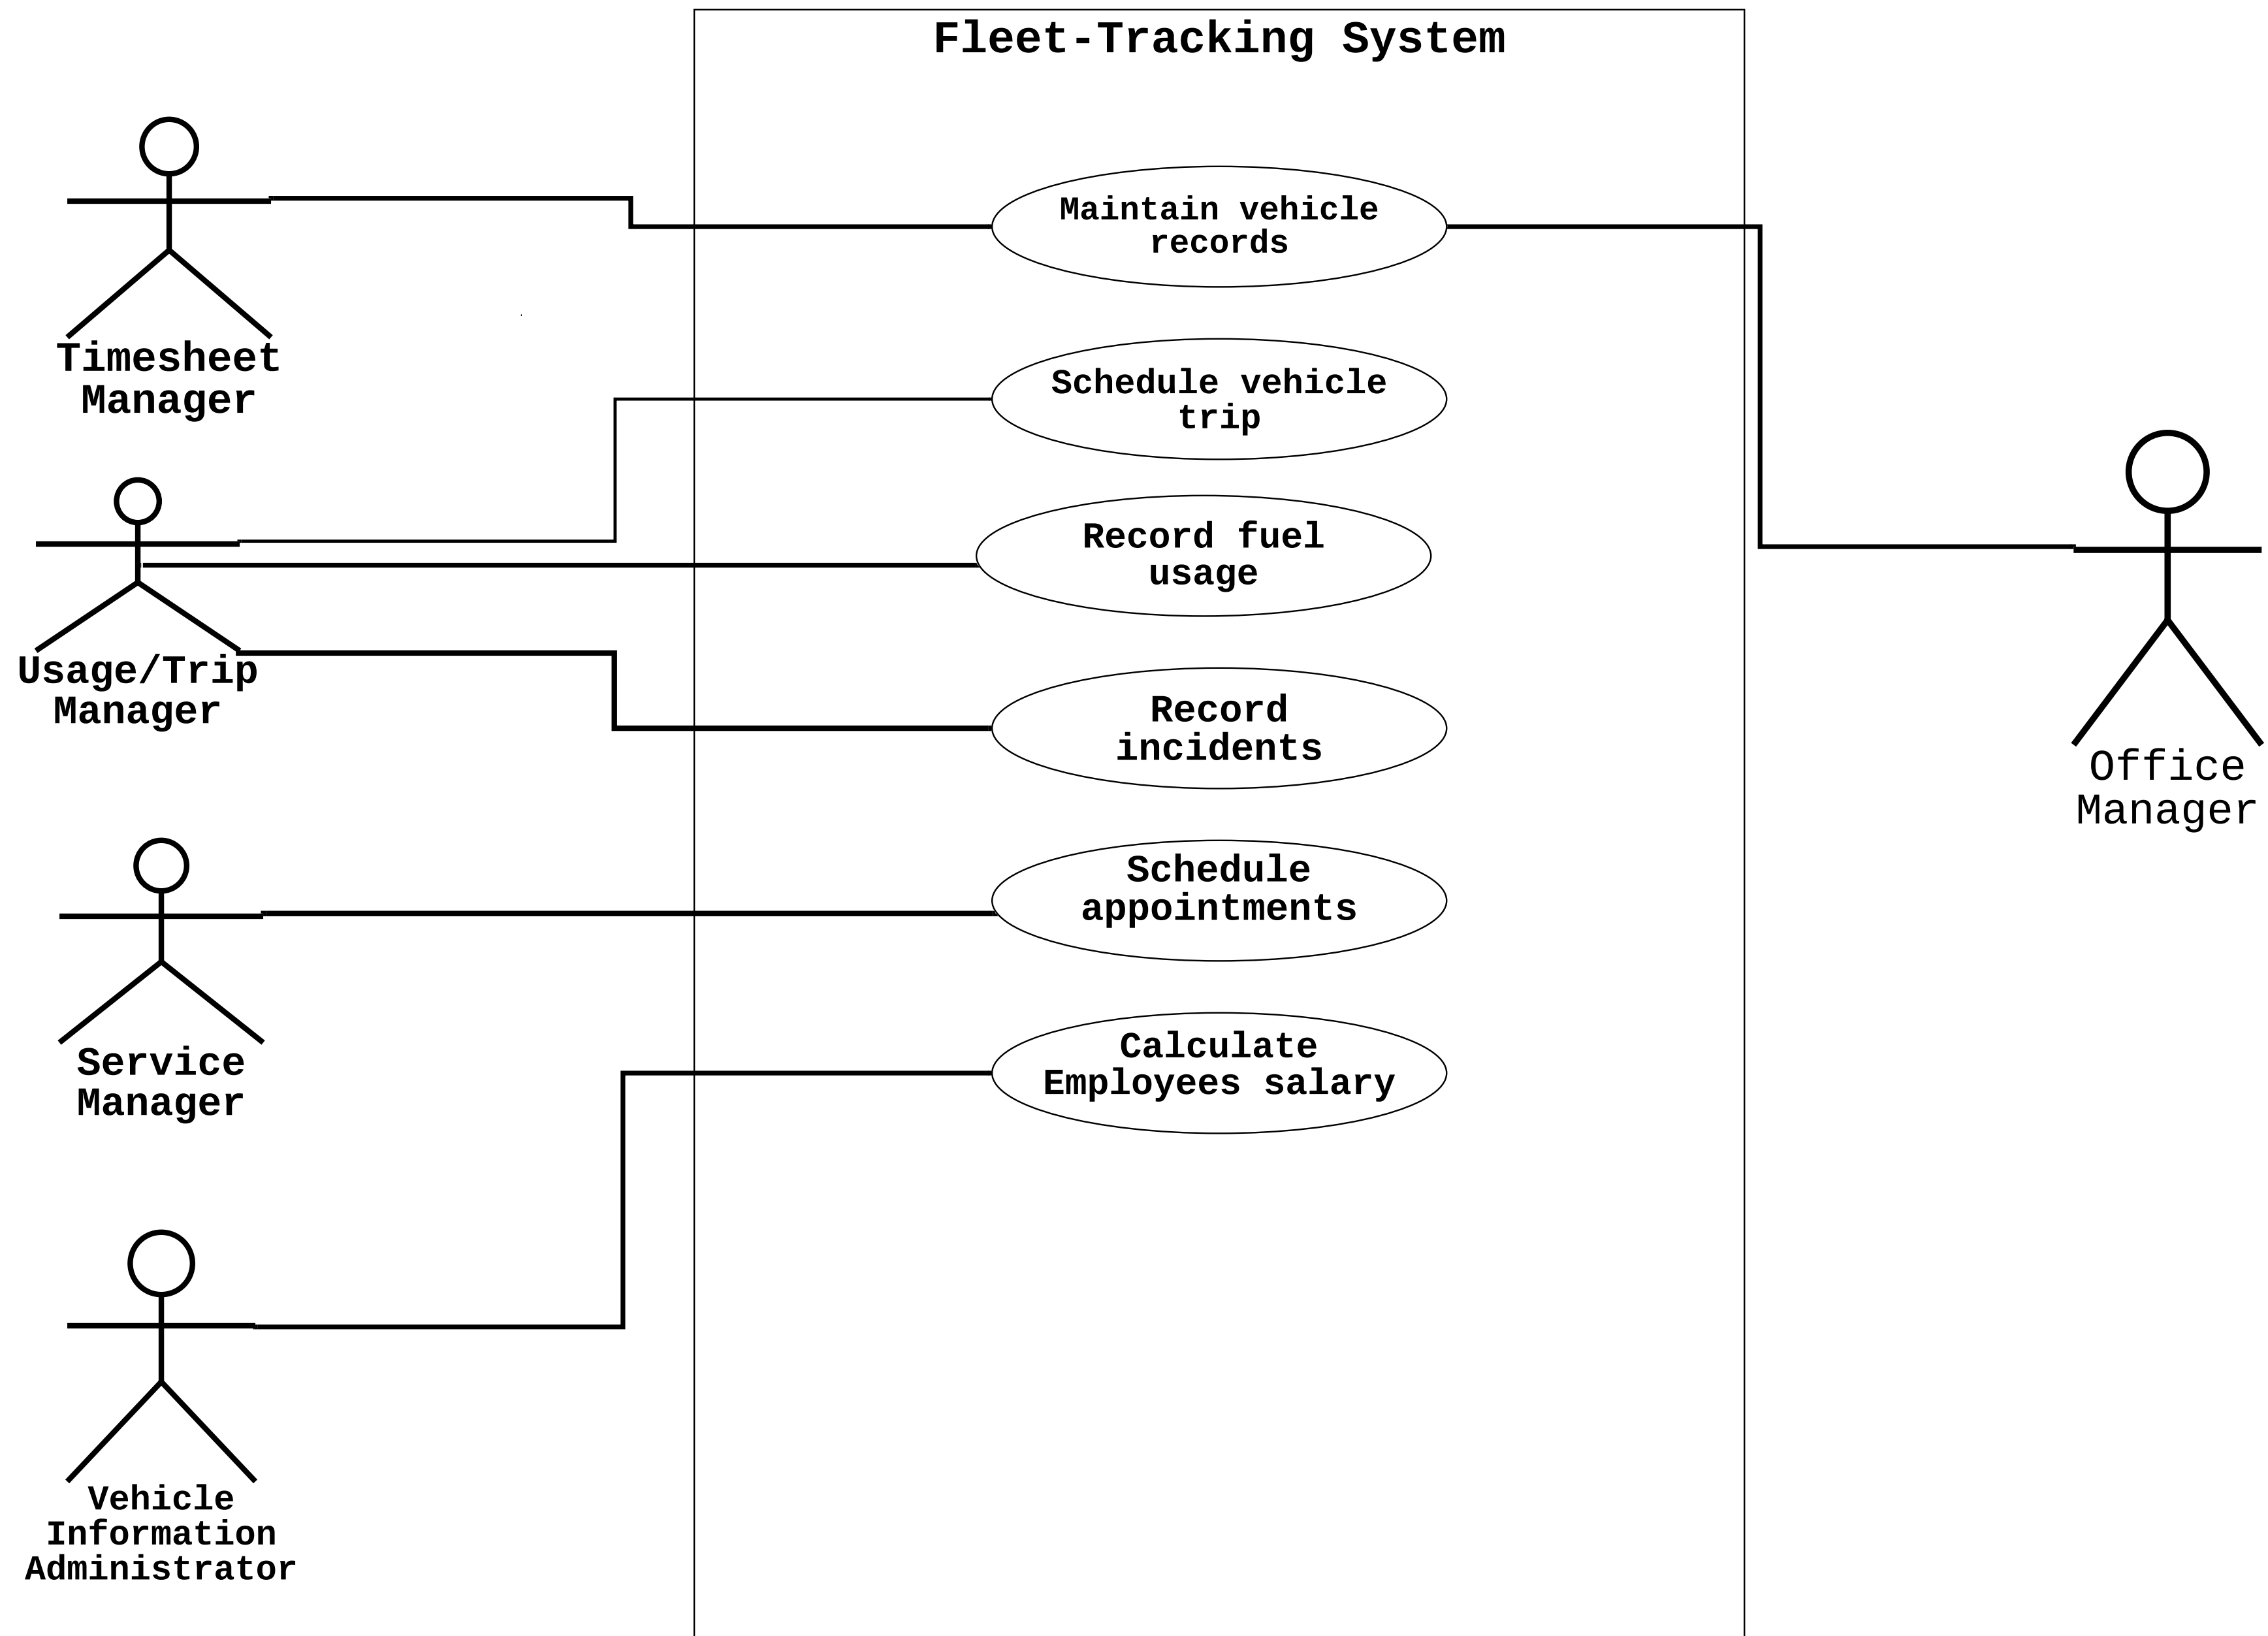 Fleet-Tracking System
Timesheet
Manager
Maintain vehicle
records
Schedule vehicle
trip
Usage/Trip
Manager
Record fuel
usage
Record
incidents
Office
Manager
Service
Manager
Schedule
appointments
Calculate
Employees salary
Vehicle
Information
Administrator